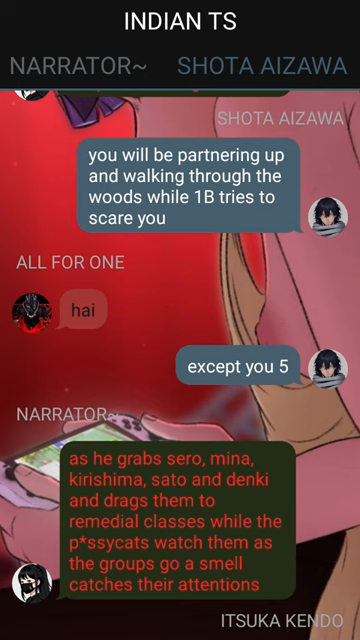 INDIAN TS
NARRATOR~
SHOTA AIZAWA
SHOTA AIZAWA
you will be partnering up
and walking through the
woods while 1B tries to
scare you
ALL FOR ONE
hai
except you 5
NARRATOR~
as he grabs sero, mina,
kirishima, sato and denki
and drags them to
remedial classes while the
p*ssycats watch them as
the groups go a smell
catches their attentions
ITSUKA KENDO